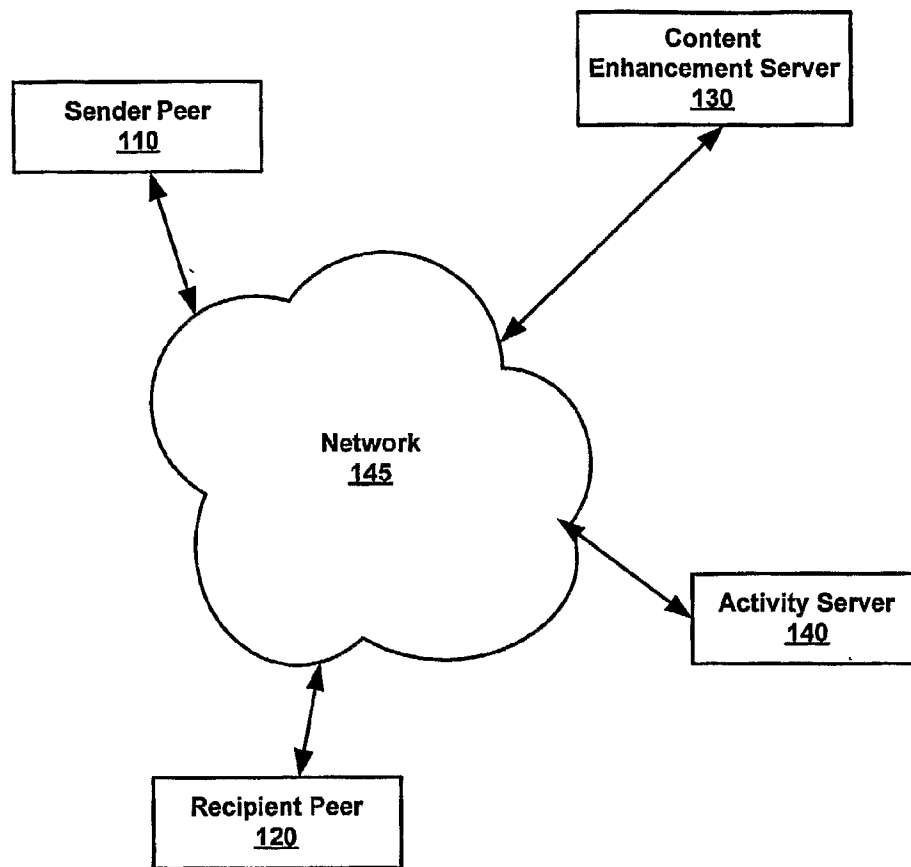 Content
Enhancement Server
130
Sender Peer
110
Network
145
Activity Server
140
Recipient Peer
120